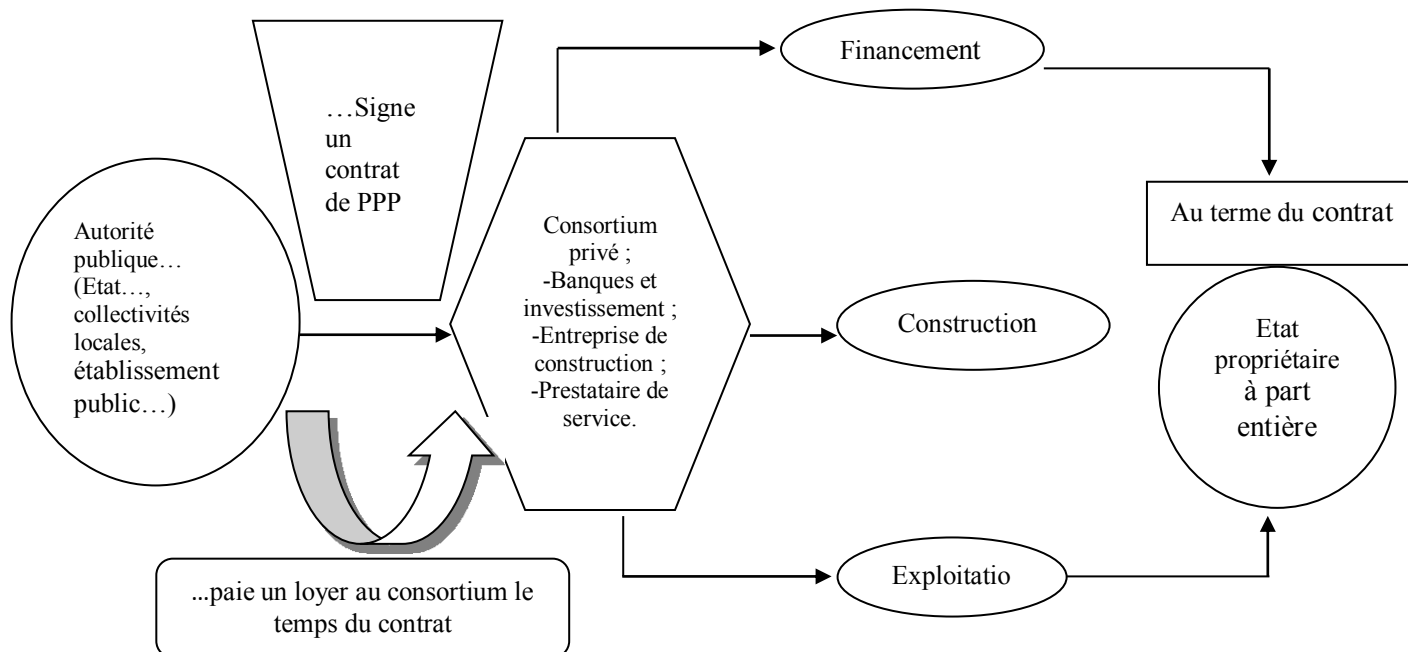 Autorité
publique…
(Etat…,
collectivités
locales,
établissement
public…)
…Signe
un
contrat
de PPP
...paie un loyer au consortium le
temps du contrat
Consortium
privé ;
-Banques et
investissement ;
-Entreprise de
construction ;
-Prestataire de
service.
Financement
Construction
Exploitatio
Au terme du contrat
Etat
propriétaire
à part
entière